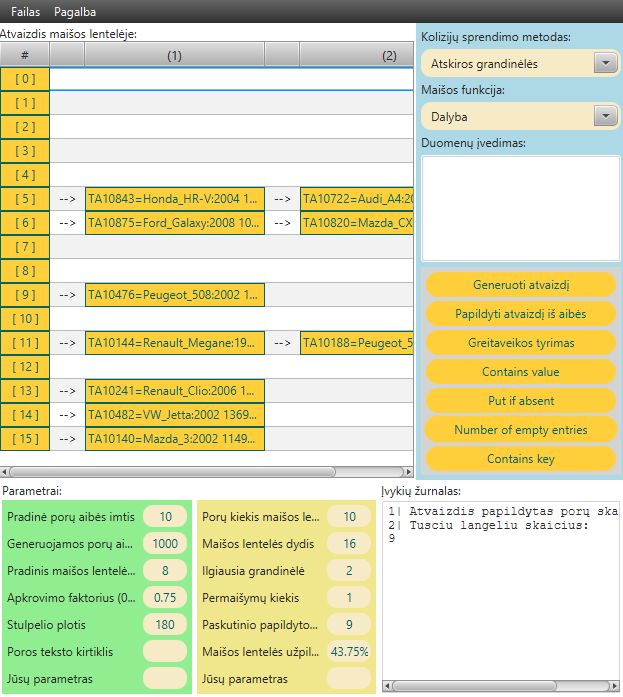 Failas Pagalba
Atvaizdis maišos lentelėje:
# (1) (2)
[ 0 ]
[ 1 ]
[ 2 ]
[ 3 ]
[ 4 ]
[ 5 ] --> TA10843=Honda_HR-V:2004 1... --> TA10722=Audi_A4:20
[ 6 ] --> TA10875=Ford_Galaxy:2008 10... --> TA10820=Mazda_CX
[ 7 ]
[ 8 ]
[ 9 ] --> TA10476=Peugeot_508:2002 1...
[ 10 ]
[ 11 ] --> TA10144=Renault_Megane:19... --> TA10188=Peugeot_5
[ 12 ]
[ 13 ] --> TA10241=Renault_Clio:2006 1...
[ 14 ] --> TA10482=VW_Jetta:2002 1369...
[ 15 ] --> TA10140=Mazda_3:2002 1149...
Kolizijų sprendimo metodas:
Atskiros grandinėlės
Maišos funkcija:
Dalyba
Duomenų įvedimas:
Generuoti atvaizdį
Papildyti atvaizdį iš aibės
Greitaveikos tyrimas
Contains value
Put if absent
Number of empty entries
Contains key
Parametrai:
Pradinė porų aibės imtis 10
Generuojamos porų ai... 1000
Pradinis maišos lentelė... 8
Apkrovimo faktorius (0... 0.75
Stulpelio plotis 180
Poros teksto kirtiklis
Jūsų parametras
Porų kiekis maišos le... 10
Maišos lentelės dydis 16
Ilgiausia grandinėlė 2
Permaišymų kiekis 1
Paskutinio papildyto... 9
Maišos lentelės užpil... 43.75%
Jūsų parametras
Įvykių žurnalas:
1| Atvaizdis papildytas porų ska
2| Tusciu langeliu skaicius:
9